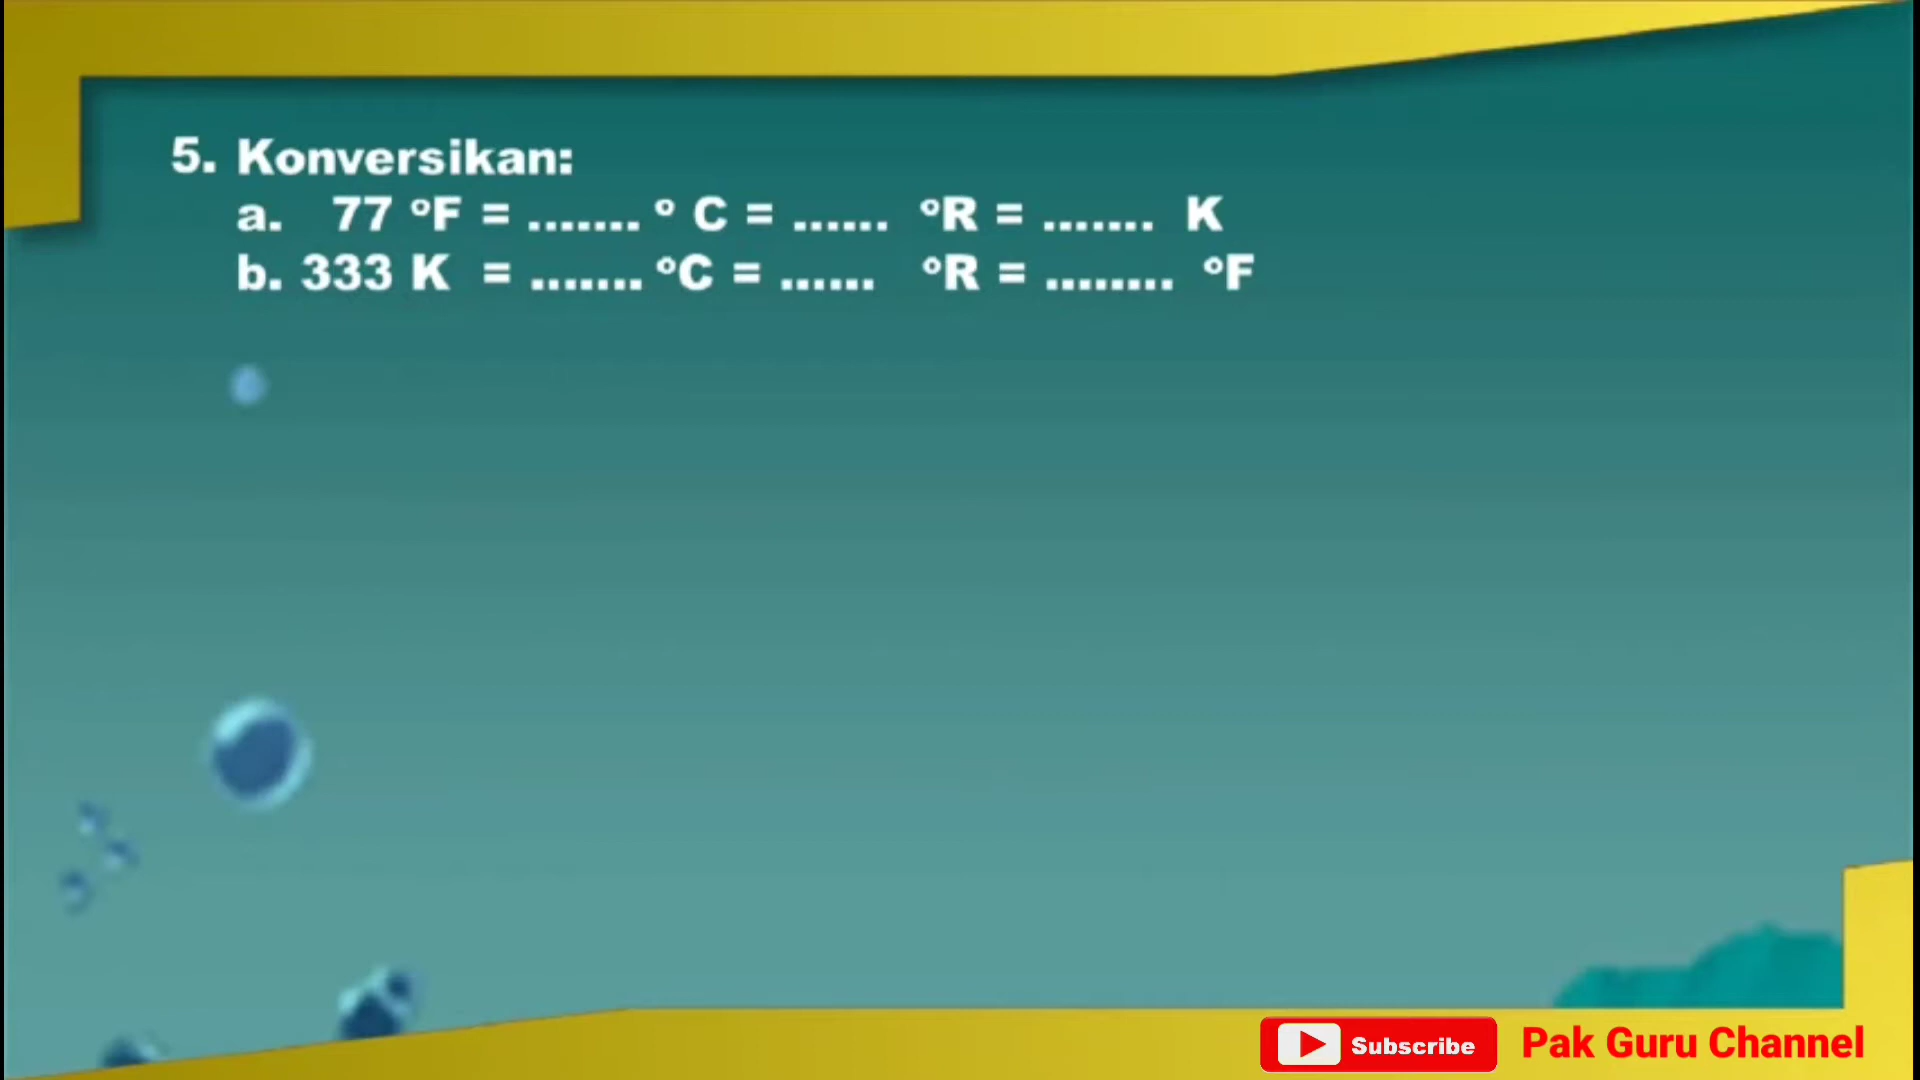 5. Konversikan:
a. 77 °F = ....... ° C = ...... °R = ....... K
b. 333 K = ....... °C = ...... °R = ........ °F
Subscribe Pak Guru Channel